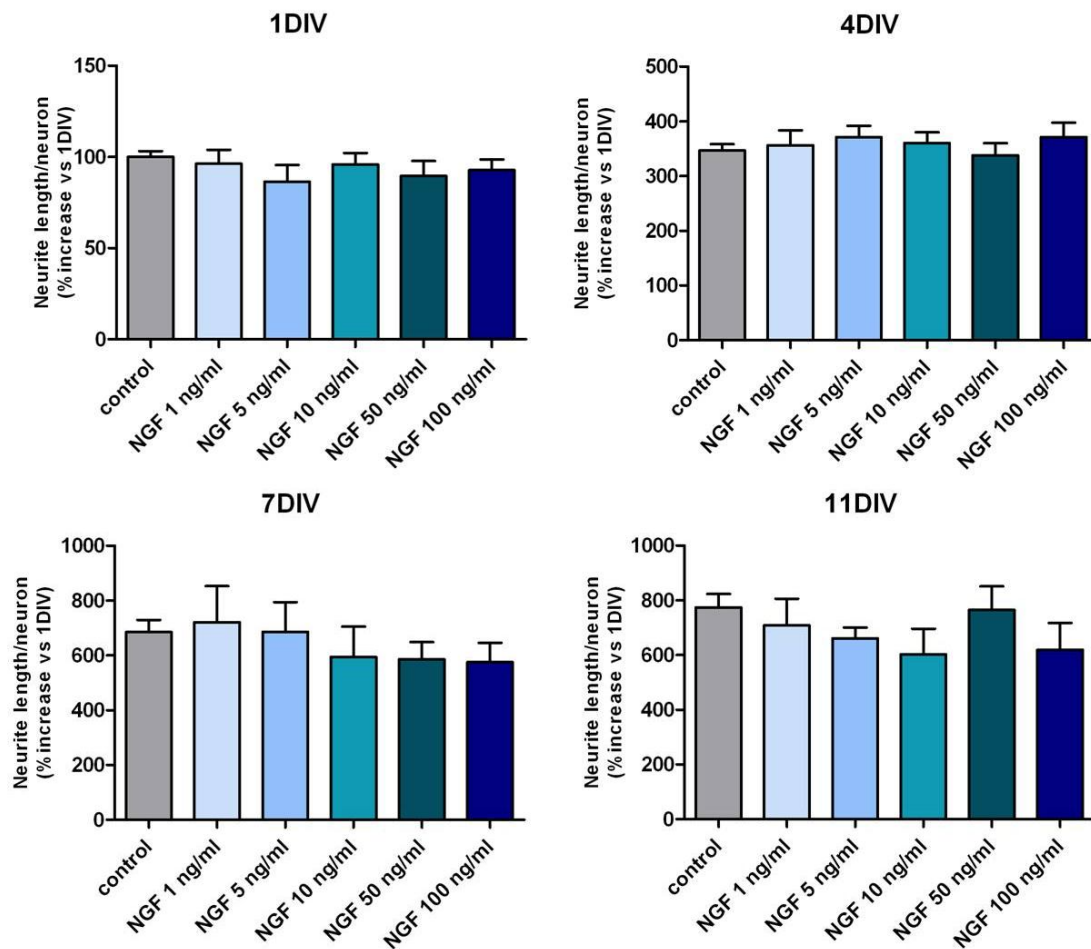 1DIV
Neurite length/neuron
(% increase vs 1DIV)
150
100
50
0
control
NGF 1 ng/ml
NGF 5 ng/ml
NGF 10 ng/ml
NGF 50 ng/ml
NGF 100 ng/ml
4DIV
Neurite length/neuron
(% increase vs 1DIV)
500
400
300
200
100
0
control
NGF 1 ng/ml
NGF 5 ng/ml
NGF 10 ng/ml
NGF 50 ng/ml
NGF 100 ng/ml
7DIV
Neurite length/neuron
(% increase vs 1DIV)
1000
800
600
400
200
0
control
NGF 1 ng/ml
NGF 5 ng/ml
NGF 10 ng/ml
NGF 50 ng/ml
NGF 100 ng/ml
11DIV
Neurite length/neuron
(% increase vs 1DIV)
1000
800
600
400
200
0
control
NGF 1 ng/ml
NGF 5 ng/ml
NGF 10 ng/ml
NGF 50 ng/ml
NGF 100 ng/ml